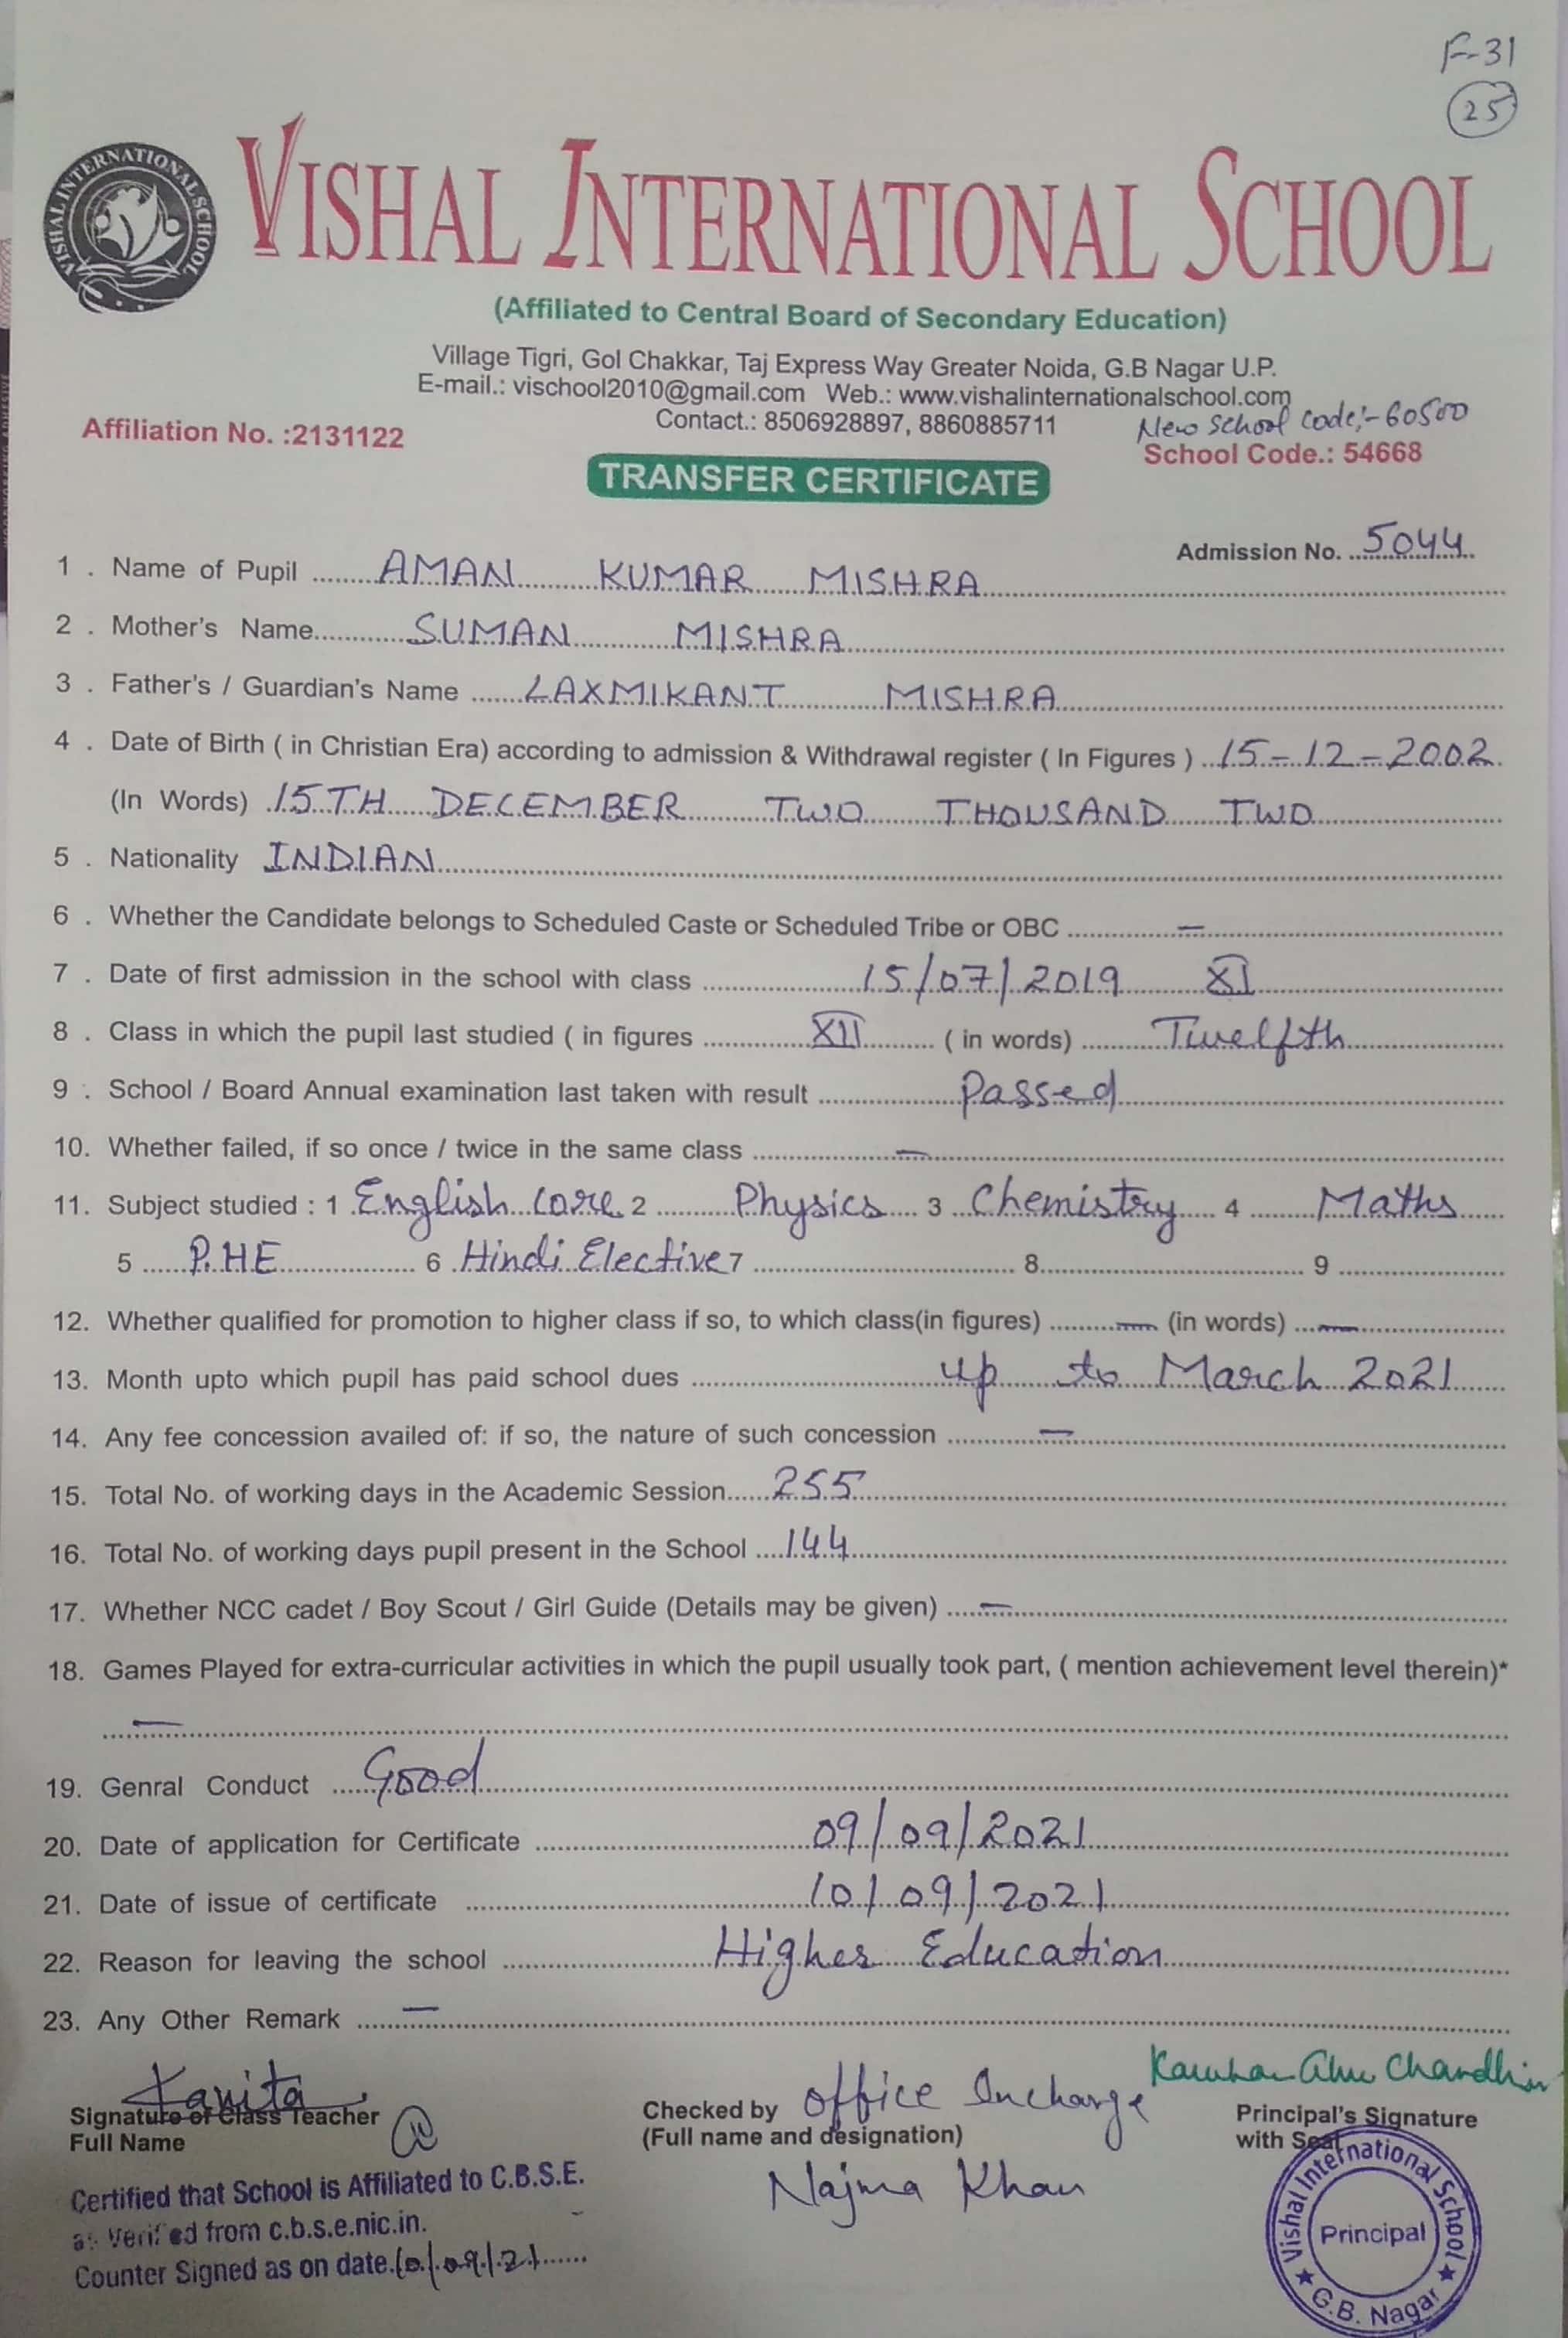 F-31
25
VISHAL INTERNATIONAL SCHOOL
VISHAL INTERNATIONAL SCHOOL
(Affiliated to Central Board of Secondary Education)
Village Tigri, Gol Chakkar, Taj Express Way Greater Noida, G.B Nagar U.P.
E-mail.: vischool2010@gmail.com Web.: www.vishalinternationalschool.com
Contact.: 8506928897, 8860885711
New School Code:- 60500
Affiliation No. :2131122
School Code.: 54668
TRANSFER CERTIFICATE
Admission No. 5044
1 . Name of Pupil AMAN KUMAR MISHRA
2 . Mother's Name SUMAN MISHRA
3 . Father's / Guardian's Name LAXMIKANT MISHRA
4 . Date of Birth ( in Christian Era) according to admission & Withdrawal register ( In Figures ) 15-12-2002
(In Words) 15TH DECEMBER TWO THOUSAND TWO
5 . Nationality INDIAN
6 . Whether the Candidate belongs to Scheduled Caste or Scheduled Tribe or OBC —
7 . Date of first admission in the school with class 15/07/2019 XI
8 . Class in which the pupil last studied ( in figures XII ( in words) Twelfth
9 . School / Board Annual examination last taken with result Passed
10. Whether failed, if so once / twice in the same class —
11. Subject studied : 1 English Core 2 Physics 3 Chemistry 4 Maths
5 P.HE 6 Hindi Elective 7 8 9
12. Whether qualified for promotion to higher class if so, to which class(in figures) — (in words) —
13. Month upto which pupil has paid school dues up to March 2021
14. Any fee concession availed of: if so, the nature of such concession —
15. Total No. of working days in the Academic Session 255
16. Total No. of working days pupil present in the School 144
17. Whether NCC cadet / Boy Scout / Girl Guide (Details may be given) —
18. Games Played for extra-curricular activities in which the pupil usually took part, ( mention achievement level therein)*
—
19. Genral Conduct Good
20. Date of application for Certificate 09/09/2021
21. Date of issue of certificate 10/09/2021
22. Reason for leaving the school Higher Education
23. Any Other Remark —
Kavita
Signature of Class Teacher
Full Name
Checked by Office Incharge
(Full name and designation)
Najma Khan
Principal's Signature
with Seal
Certified that School is Affiliated to C.B.S.E.
as Verified from c.b.s.e.nic.in.
Counter Signed as on date 10/09/21
Vishal International School
Principal
G.B. Nagar